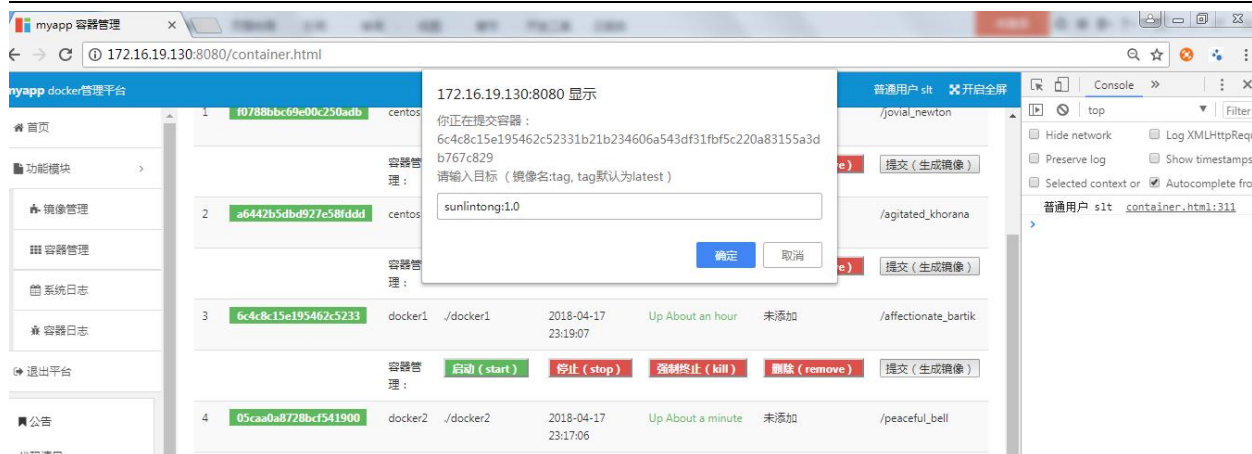 myapp 容器管理
172.16.19.130:8080/container.html
myapp docker管理平台
普通用户 slt 开启全屏
首页
功能模块
镜像管理
容器管理
系统日志
容器日志
退出平台
公告
172.16.19.130:8080 显示
你正在提交容器：
6c4c8c15e195462c52331b21b234606a543df31fbf5c220a83155a3d
b767c829
请输入目标（镜像名:tag, tag默认为latest）
sunlintong:1.0
确定 取消
1 f0788bbc69e00c250adb centos /jovial_newton
容器管
理： 提交（生成镜像）
2 a6442b5dbd927e58fddd centos /agitated_khorana
容器管
理： 提交（生成镜像）
3 6c4c8c15e195462c5233 docker1 ./docker1 2018-04-17 Up About an hour 未添加 /affectionate_bartik
23:19:07
容器管 启动（start） 停止（stop） 强制终止（kill） 删除（remove） 提交（生成镜像）
理：
4 05caa0a8728bcf541900 docker2 ./docker2 2018-04-17 Up About a minute 未添加 /peaceful_bell
23:17:06
Console
top Filter
Hide network Log XMLHttpRequ
Preserve log Show timestamps
Selected context or Autocomplete fro
普通用户 slt container.html:311